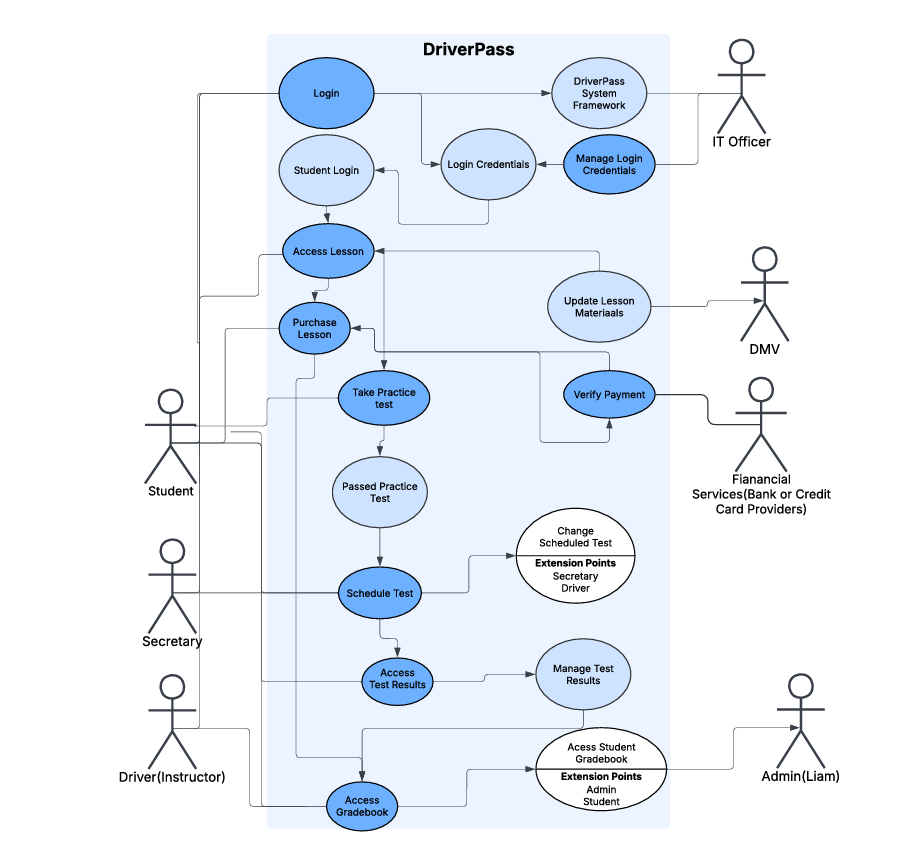 DriverPass
Login
DriverPass
System
Framework
IT Officer
Student Login
Login Credentials
Manage Login
Credentials
Access Lesson
Update Lesson
Materiaals
DMV
Purchase
Lesson
Take Practice
test
Verify Payment
Student
Fianancial
Services(Bank or Credit
Card Providers)
Passed Practice
Test
Change
Scheduled Test
Extension Points
Secretary
Driver
Schedule Test
Secretary
Access
Test Results
Manage Test
Results
Driver(Instructor)
Acess Student
Gradebook
Extension Points
Admin
Student
Admin(Liam)
Access
Gradebook